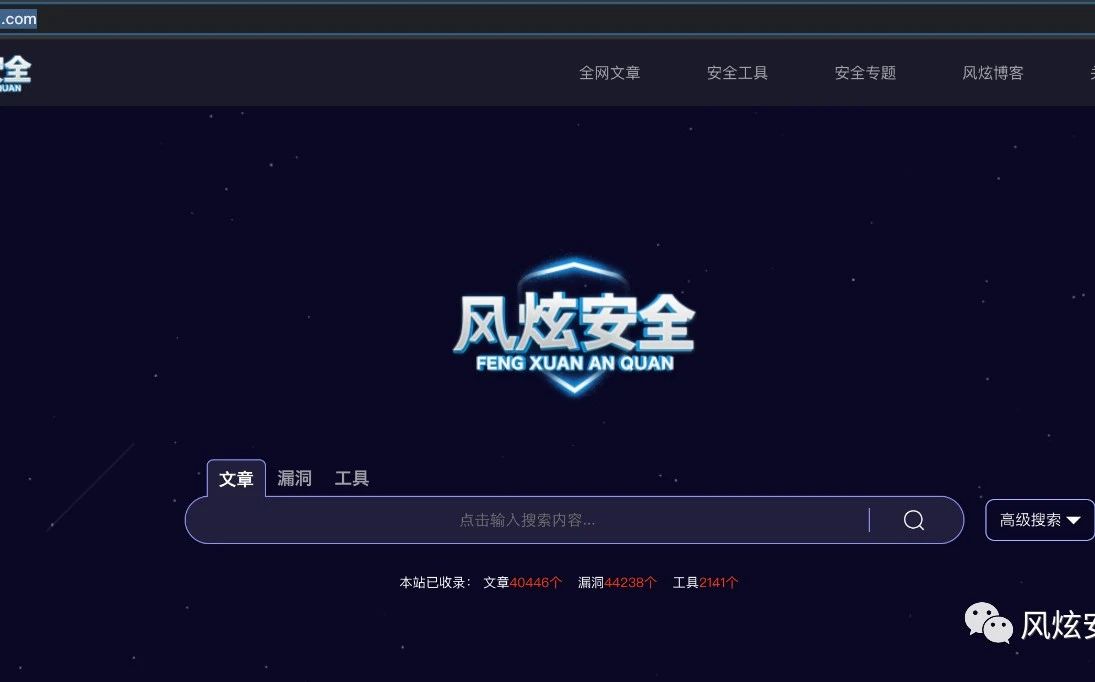 .com
安全
QUAN
全网文章 安全工具 安全专题 风炫博客
风炫安全
FENG XUAN AN QUAN
文章 漏洞 工具
点击输入搜索内容...
高级搜索
本站已收录: 文章40446个 漏洞44238个 工具2141个
风炫安